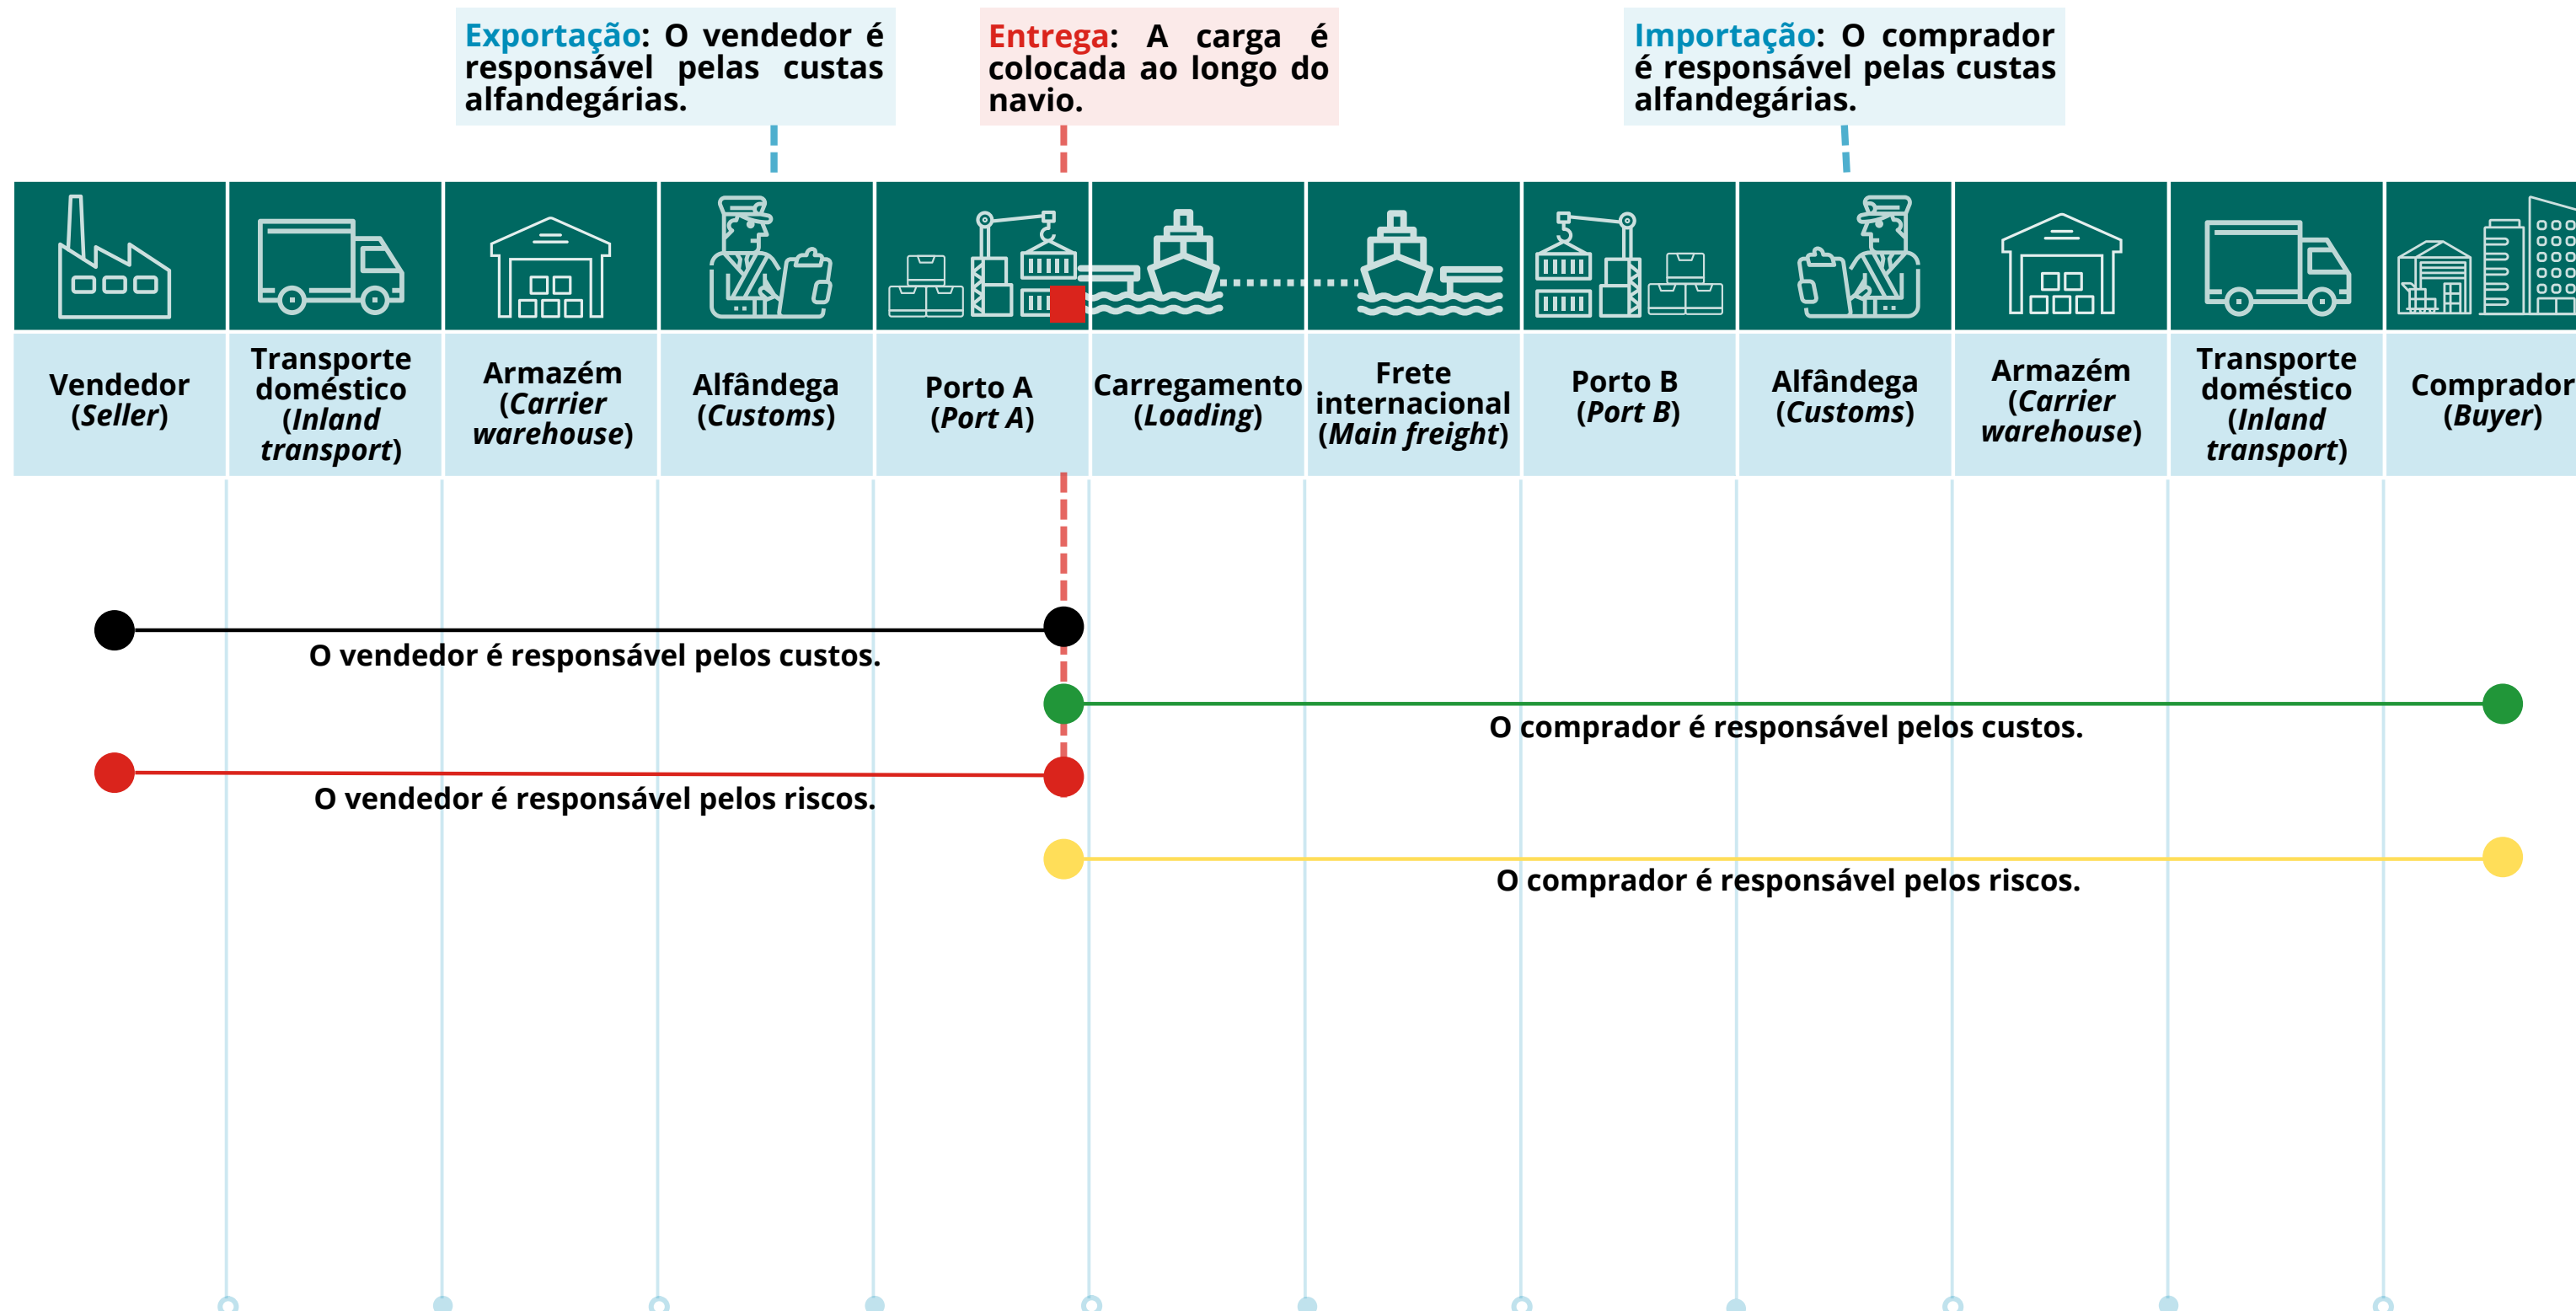 Exportação: O vendedor é
responsável pelas custas
alfandegárias.
Entrega: A carga é
colocada ao longo do
navio.
Importação: O comprador
é responsável pelas custas
alfandegárias.
Vendedor
(Seller)
Transporte
doméstico
(Inland
transport)
Armazém
(Carrier
warehouse)
Alfândega
(Customs)
Porto A
(Port A)
Carregamento
(Loading)
Frete
internacional
(Main freight)
Porto B
(Port B)
Alfândega
(Customs)
Armazém
(Carrier
warehouse)
Transporte
doméstico
(Inland
transport)
Comprador
(Buyer)
O vendedor é responsável pelos custos.
O comprador é responsável pelos custos.
O vendedor é responsável pelos riscos.
O comprador é responsável pelos riscos.